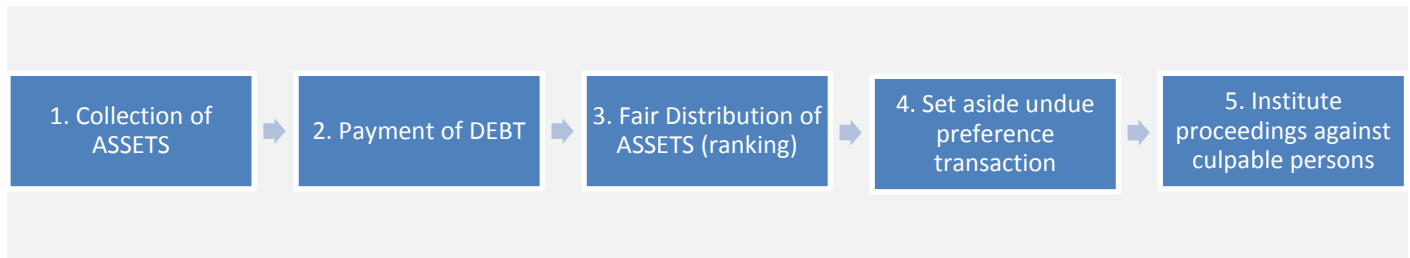 1. Collection of
ASSETS
2. Payment of DEBT
3. Fair Distribution of
ASSETS (ranking)
4. Set aside undue
preference
transaction
5. Institute
proceedings against
culpable persons